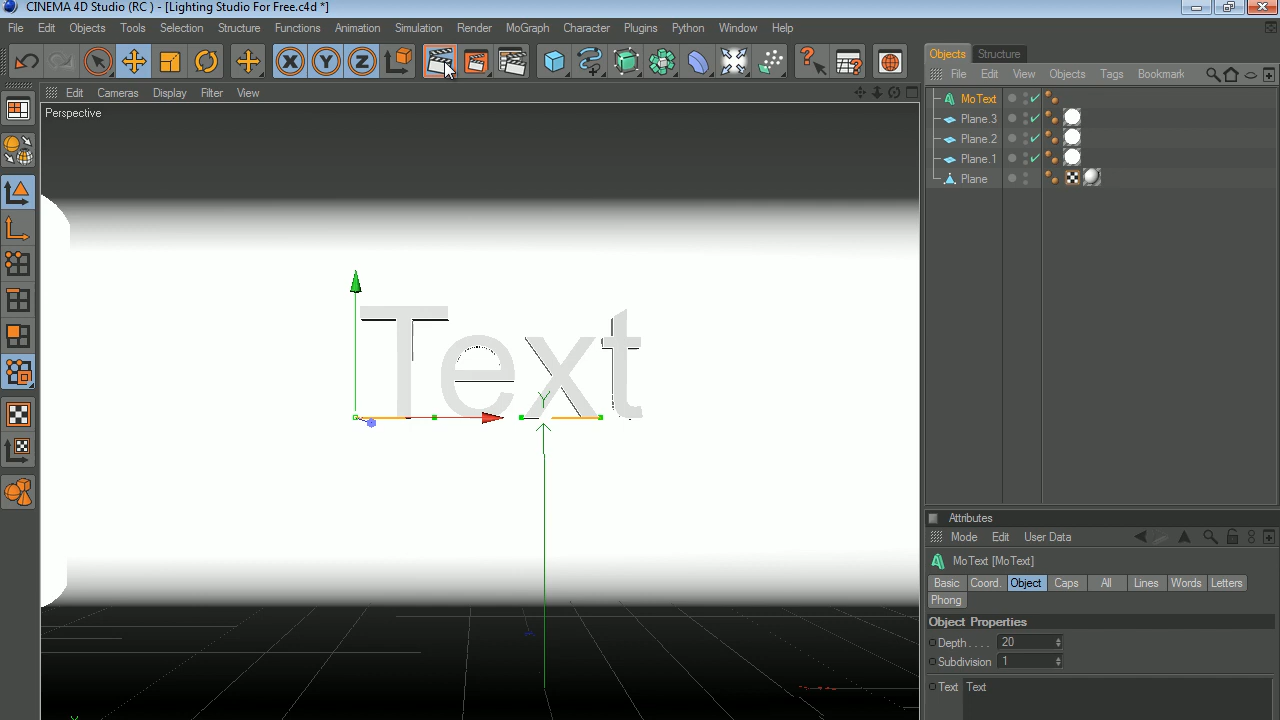 CINEMA 4D Studio (RC ) - [Lighting Studio For Free.c4d *]
File Edit Objects Tools Selection Structure Functions Animation Simulation Render MoGraph Character Plugins Python Window Help
X Y Z
Objects Structure
File Edit View Objects Tags Bookmark
Edit Cameras Display Filter View
Perspective
MoText
Plane.3
Plane.2
Plane.1
Plane
Text
Y
Attributes
Mode Edit User Data
MoText [MoText]
Basic Coord. Object Caps All Lines Words Letters
Phong
Object Properties
Depth . . . . 20
Subdivision 1
Text Text
Y